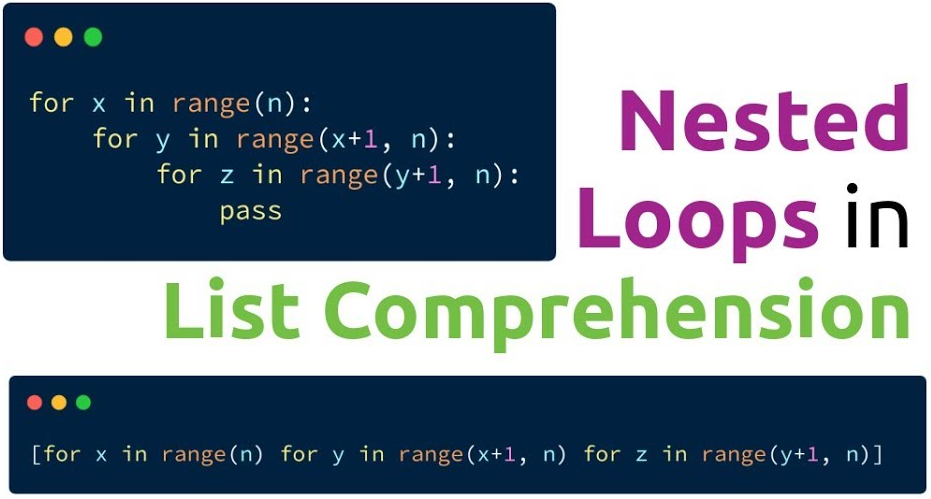 for x in range(n):
    for y in range(x+1, n):
        for z in range(y+1, n):
            pass
Nested
Loops in
List Comprehension
[for x in range(n) for y in range(x+1, n) for z in range(y+1, n)]